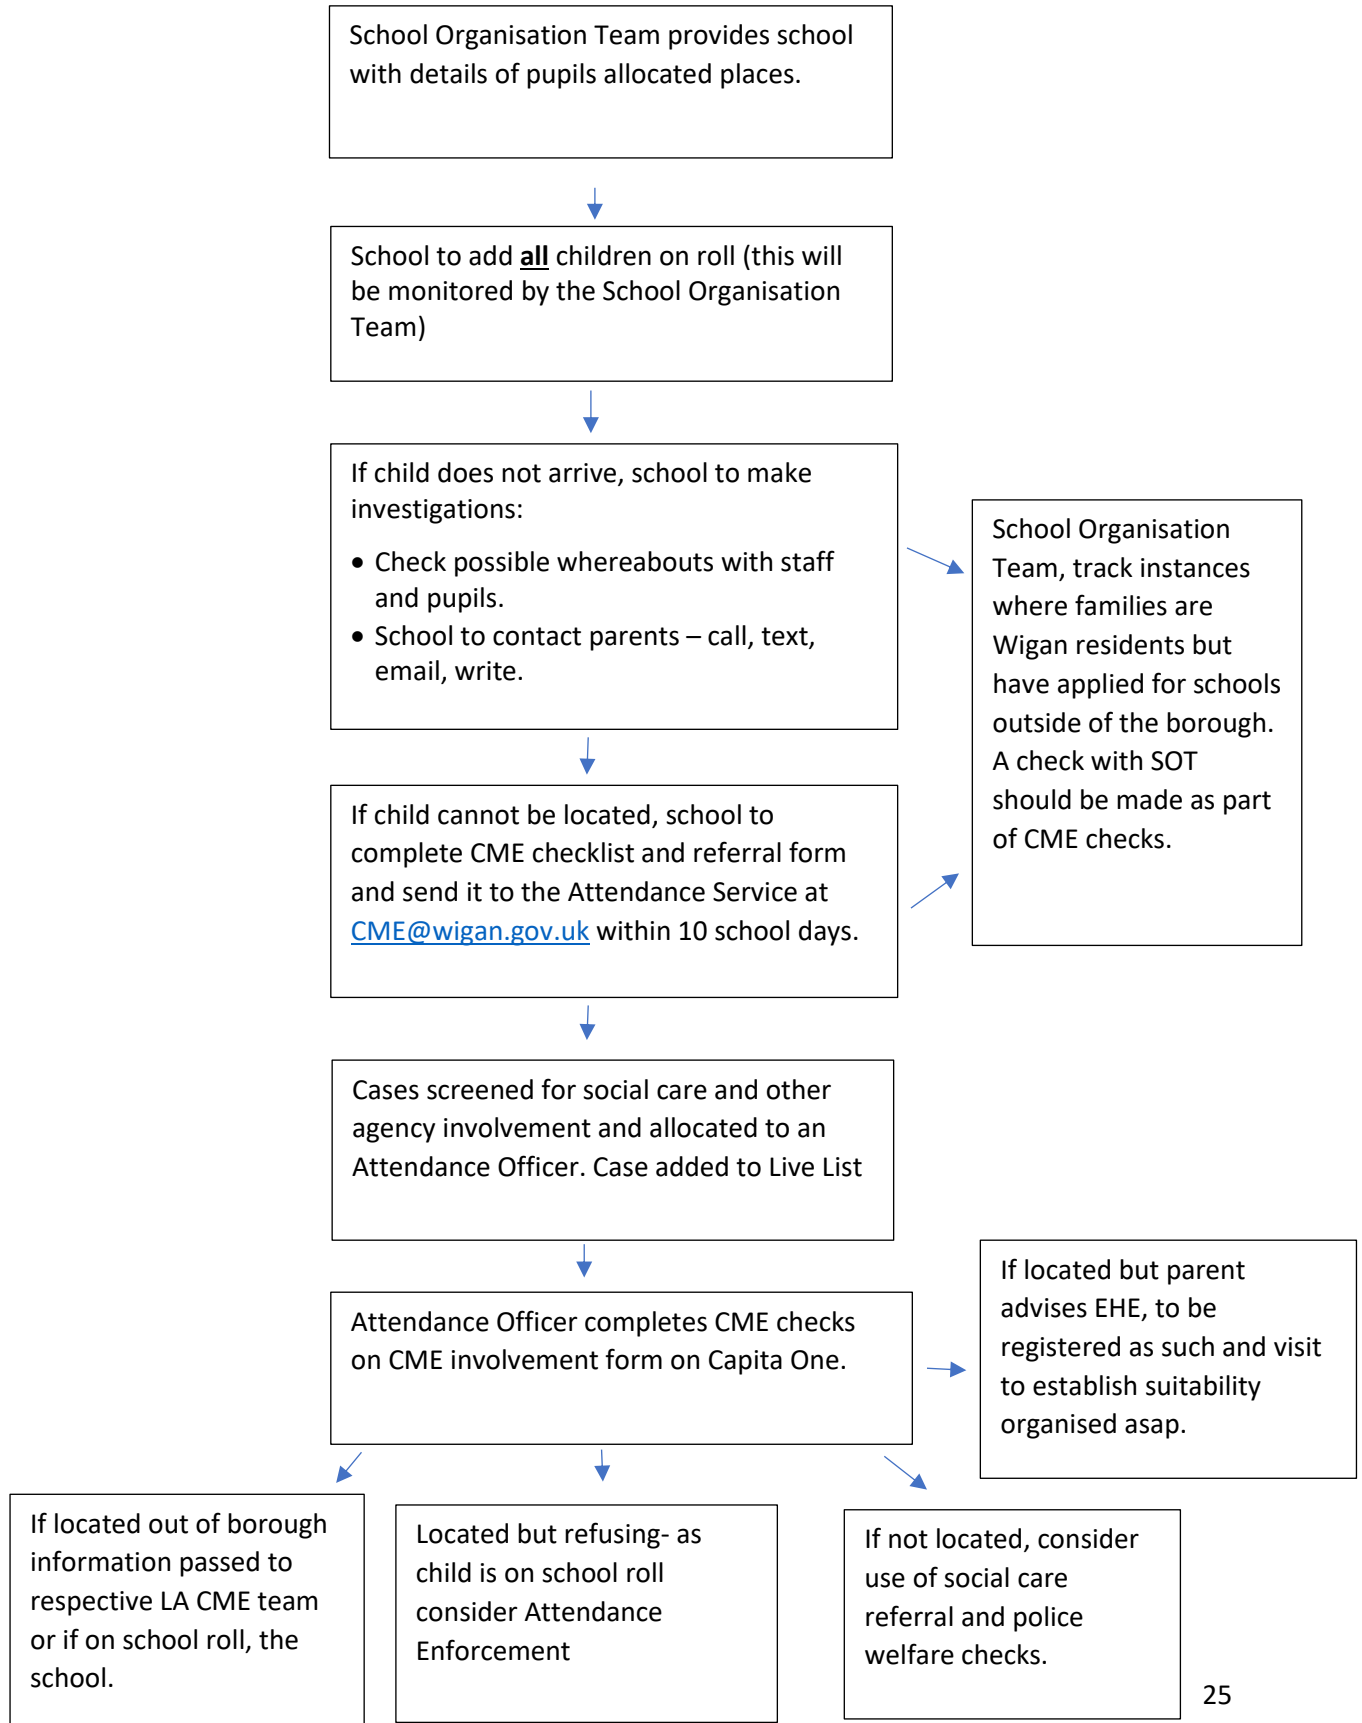 School Organisation Team provides school
with details of pupils allocated places.
School to add all children on roll (this will
be monitored by the School Organisation
Team)
If child does not arrive, school to make
investigations:
• Check possible whereabouts with staff
and pupils.
• School to contact parents – call, text,
email, write.
School Organisation
Team, track instances
where families are
Wigan residents but
have applied for schools
outside of the borough.
A check with SOT
should be made as part
of CME checks.
If child cannot be located, school to
complete CME checklist and referral form
and send it to the Attendance Service at
CME@wigan.gov.uk within 10 school days.
Cases screened for social care and other
agency involvement and allocated to an
Attendance Officer. Case added to Live List
Attendance Officer completes CME checks
on CME involvement form on Capita One.
If located but parent
advises EHE, to be
registered as such and visit
to establish suitability
organised asap.
If located out of borough
information passed to
respective LA CME team
or if on school roll, the
school.
Located but refusing- as
child is on school roll
consider Attendance
Enforcement
If not located, consider
use of social care
referral and police
welfare checks.
25